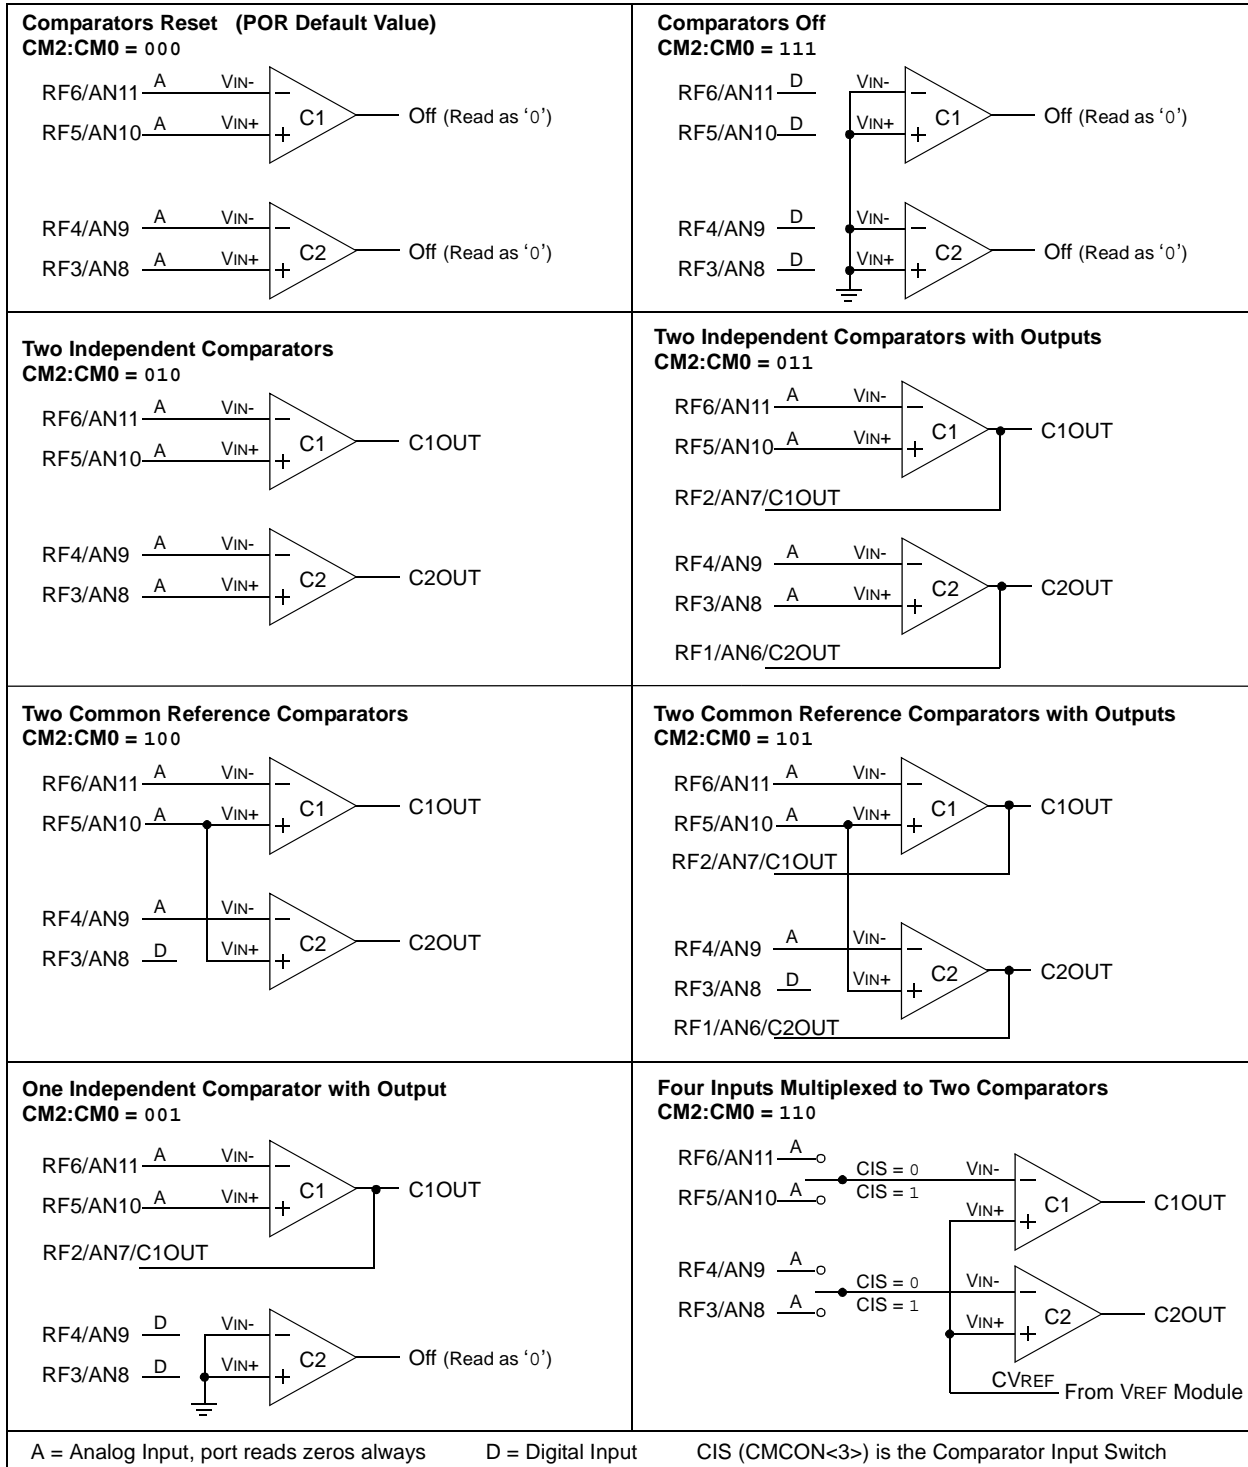 Comparators Reset (POR Default Value)
CM2:CM0 = 000
RF6/AN11 A VIN-
RF5/AN10 A VIN+
C1
Off (Read as ‘0’)
RF4/AN9 A VIN-
RF3/AN8 A VIN+
C2
Off (Read as ‘0’)
Comparators Off
CM2:CM0 = 111
RF6/AN11 D VIN-
RF5/AN10 D VIN+
C1
Off (Read as ‘0’)
RF4/AN9 D VIN-
RF3/AN8 D VIN+
C2
Off (Read as ‘0’)
Two Independent Comparators
CM2:CM0 = 010
RF6/AN11 A VIN-
RF5/AN10 A VIN+
C1
C1OUT
RF4/AN9 A VIN-
RF3/AN8 A VIN+
C2
C2OUT
Two Independent Comparators with Outputs
CM2:CM0 = 011
RF6/AN11 A VIN-
RF5/AN10 A VIN+
C1
C1OUT
RF2/AN7/C1OUT
RF4/AN9 A VIN-
RF3/AN8 A VIN+
C2
C2OUT
RF1/AN6/C2OUT
Two Common Reference Comparators
CM2:CM0 = 100
RF6/AN11 A VIN-
RF5/AN10 A VIN+
C1
C1OUT
RF4/AN9 A VIN-
RF3/AN8 D VIN+
C2
C2OUT
Two Common Reference Comparators with Outputs
CM2:CM0 = 101
RF6/AN11 A VIN-
RF5/AN10 A VIN+
C1
C1OUT
RF2/AN7/C1OUT
RF4/AN9 A VIN-
RF3/AN8 D VIN+
C2
C2OUT
RF1/AN6/C2OUT
One Independent Comparator with Output
CM2:CM0 = 001
RF6/AN11 A VIN-
RF5/AN10 A VIN+
C1
C1OUT
RF2/AN7/C1OUT
RF4/AN9 D VIN-
RF3/AN8 D VIN+
C2
Off (Read as ‘0’)
Four Inputs Multiplexed to Two Comparators
CM2:CM0 = 110
RF6/AN11 A
CIS = 0 VIN-
RF5/AN10 A CIS = 1
VIN+
C1
C1OUT
RF4/AN9 A
CIS = 0 VIN-
RF3/AN8 A CIS = 1
VIN+
C2
C2OUT
CVREF
From VREF Module
A = Analog Input, port reads zeros always D = Digital Input CIS (CMCON<3>) is the Comparator Input Switch